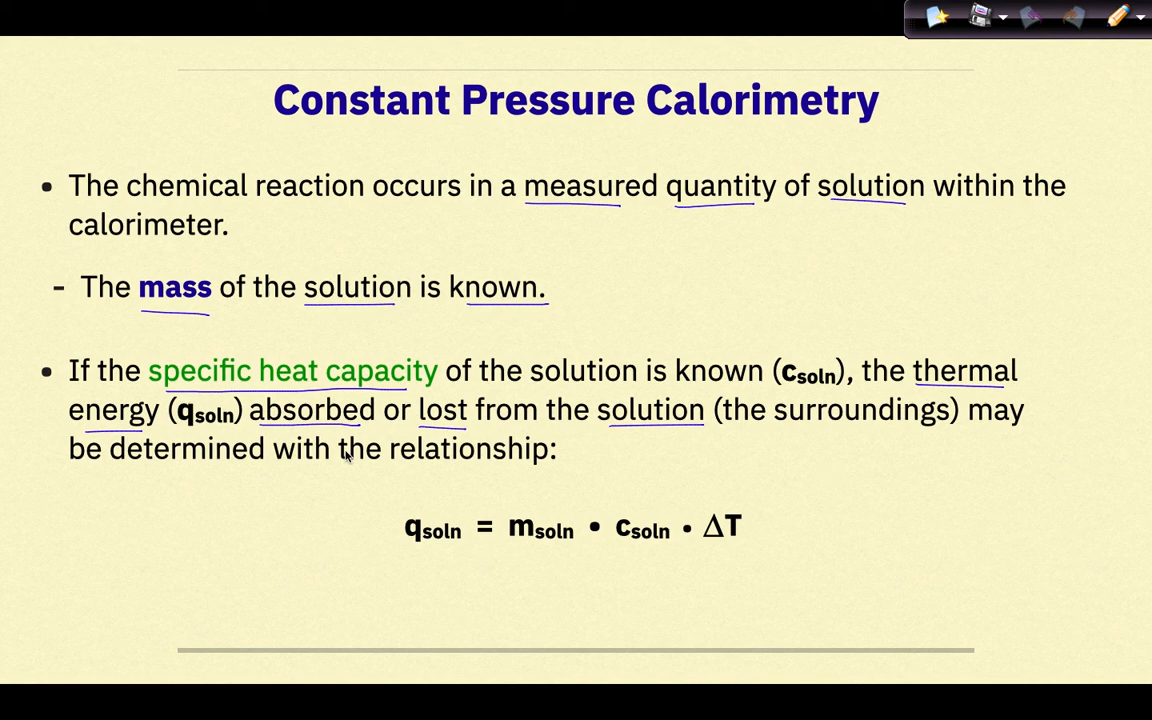 Constant Pressure Calorimetry
• The chemical reaction occurs in a measured quantity of solution within the
calorimeter.
- The mass of the solution is known.
• If the specific heat capacity of the solution is known (csoln), the thermal
energy (qsoln) absorbed or lost from the solution (the surroundings) may
be determined with the relationship:
qsoln = msoln • csoln • ΔT